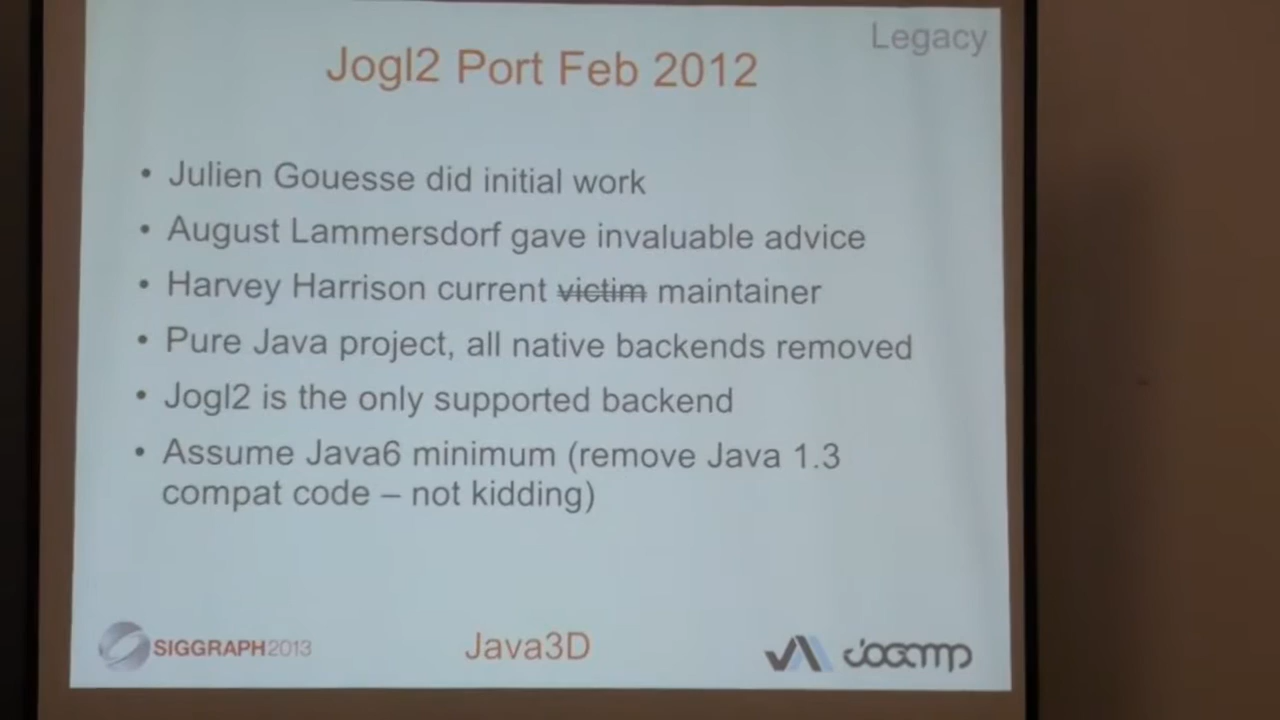 Legacy
Jogl2 Port Feb 2012
• Julien Gouesse did initial work
• August Lammersdorf gave invaluable advice
• Harvey Harrison current victim maintainer
• Pure Java project, all native backends removed
• Jogl2 is the only supported backend
• Assume Java6 minimum (remove Java 1.3
compat code – not kidding)
SIGGRAPH2013
Java3D
jogamp